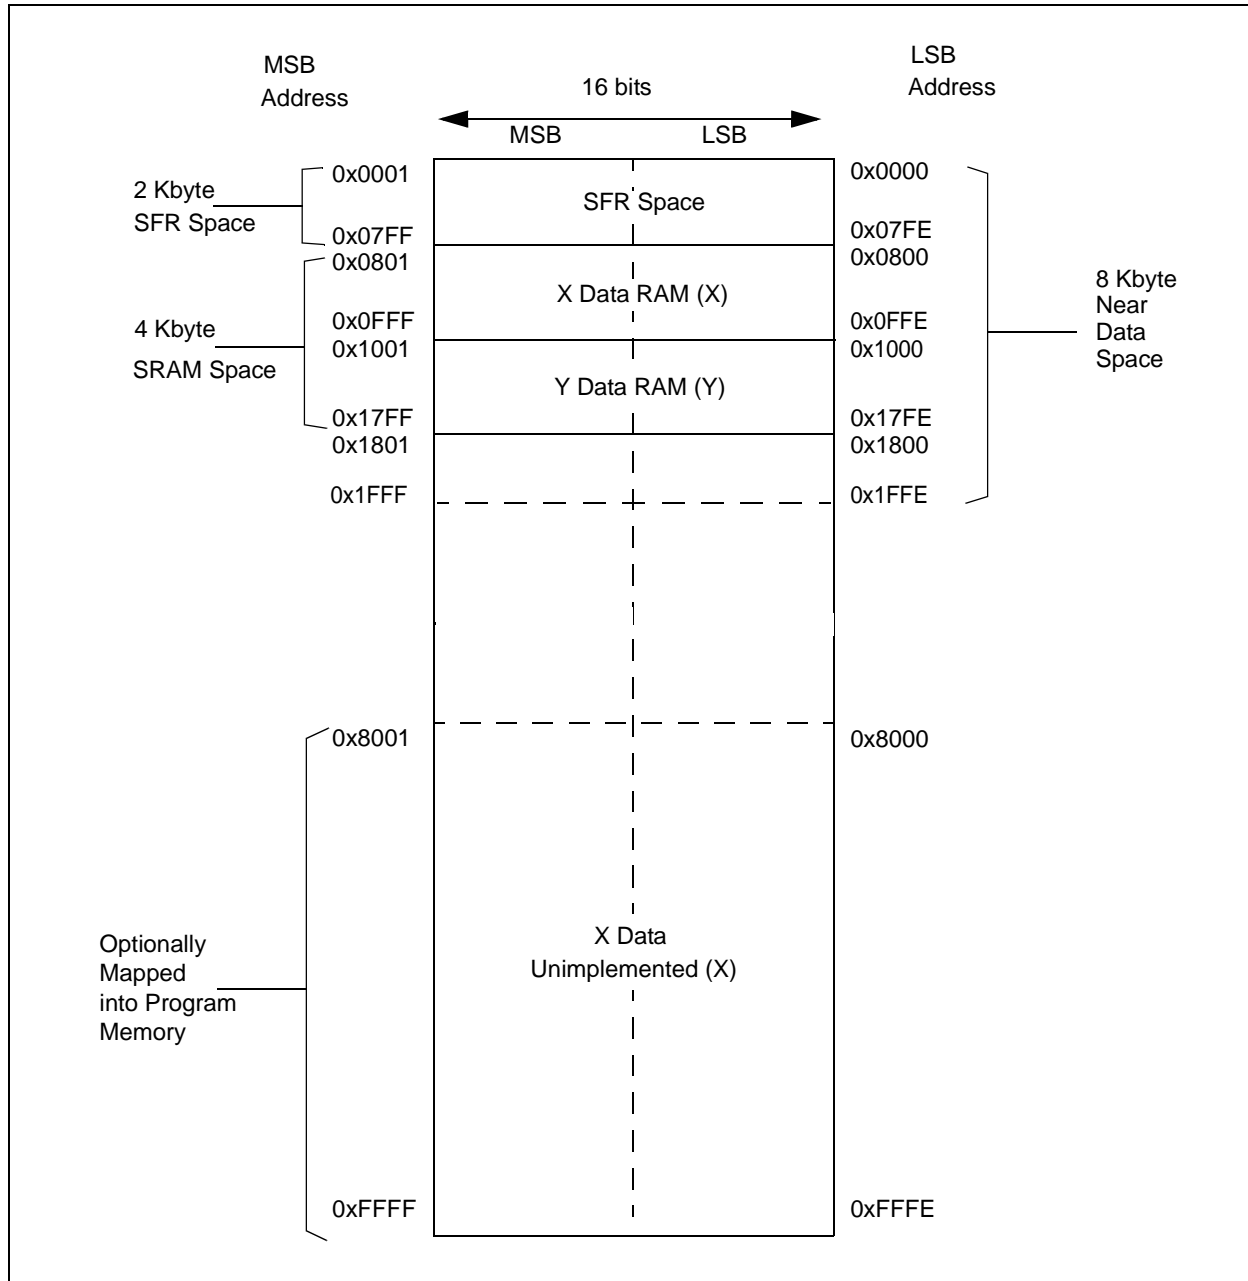 MSB
Address
16 bits
LSB
Address
MSB
LSB
2 Kbyte
SFR Space
0x0001
SFR Space
0x0000
0x07FF
0x07FE
0x0801
0x0800
4 Kbyte
SRAM Space
X Data RAM (X)
8 Kbyte
Near
Data
Space
0x0FFF
0x0FFE
0x1001
0x1000
Y Data RAM (Y)
0x17FF
0x17FE
0x1801
0x1800
0x1FFF
0x1FFE
0x8001
0x8000
Optionally
Mapped
into Program
Memory
X Data
Unimplemented (X)
0xFFFF
0xFFFE